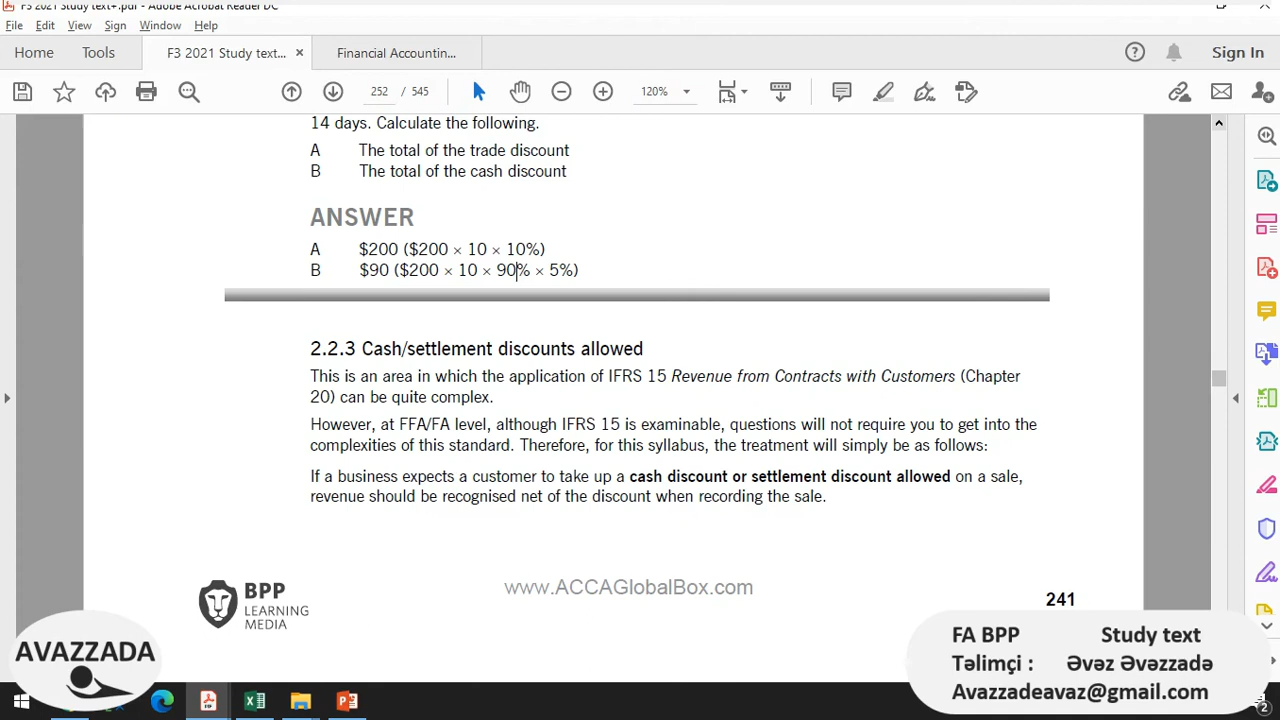 F3 2021 Study text+.pdf - Adobe Acrobat Reader DC
File Edit View Sign Window Help
Home Tools F3 2021 Study text... × Financial Accountin... Sign In
252 / 545 120%
14 days. Calculate the following.
A The total of the trade discount
B The total of the cash discount
ANSWER
A $200 ($200 × 10 × 10%)
B $90 ($200 × 10 × 90% × 5%)
2.2.3 Cash/settlement discounts allowed
This is an area in which the application of IFRS 15 Revenue from Contracts with Customers (Chapter
20) can be quite complex.
However, at FFA/FA level, although IFRS 15 is examinable, questions will not require you to get into the
complexities of this standard. Therefore, for this syllabus, the treatment will simply be as follows:
If a business expects a customer to take up a cash discount or settlement discount allowed on a sale,
revenue should be recognised net of the discount when recording the sale.
BPP
LEARNING
MEDIA
www.ACCAGlobalBox.com
241
AVAZZADA
FA BPP Study text
Təlimçi : Əvəz Əvəzzadə
Avazzadeavaz@gmail.com
2